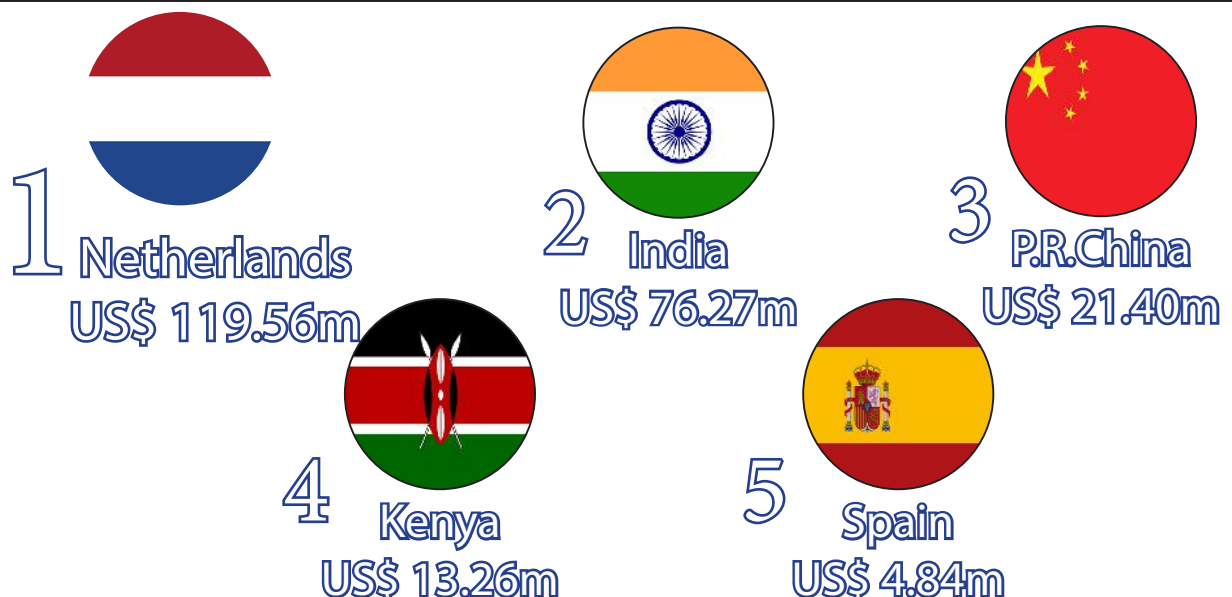 1
Netherlands
US$ 119.56m
2
India
US$ 76.27m
3
P.R.China
US$ 21.40m
4
Kenya
US$ 13.26m
5
Spain
US$ 4.84m